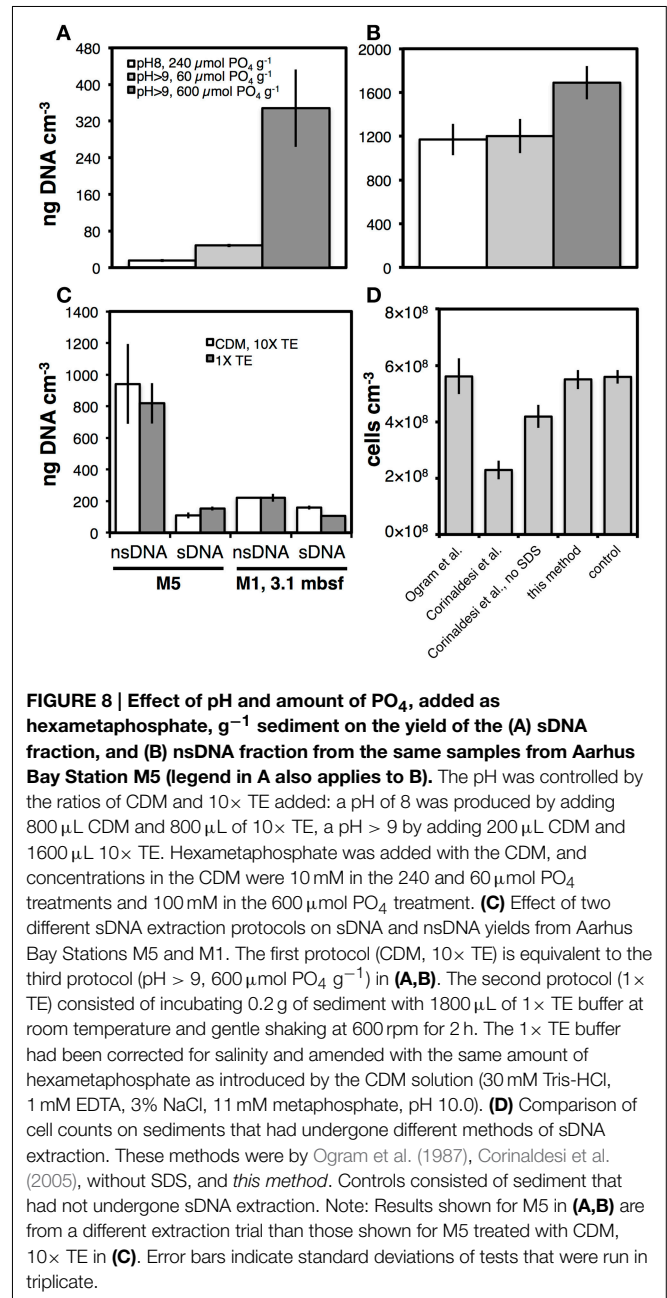 A
480
400
320
240
160
80
0
ng DNA cm-3
pH8, 240 µmol PO4 g-1
pH>9, 60 µmol PO4 g-1
pH>9, 600 µmol PO4 g-1
B
2000
1600
1200
800
400
0
C
1400
1200
1000
800
600
400
200
0
ng DNA cm-3
CDM, 10X TE
1X TE
nsDNA sDNA nsDNA sDNA
M5 M1, 3.1 mbsf
D
8×10⁸
6×10⁸
4×10⁸
2×10⁸
0×10⁸
cells cm-3
Ogram et al.
Corinaldesi et al.
Corinaldesi et al., no SDS
this method
control
FIGURE 8 | Effect of pH and amount of PO4, added as
hexametaphosphate, g−1 sediment on the yield of the (A) sDNA
fraction, and (B) nsDNA fraction from the same samples from Aarhus
Bay Station M5 (legend in A also applies to B). The pH was controlled by
the ratios of CDM and 10× TE added: a pH of 8 was produced by adding
800 µL CDM and 800 µL of 10× TE, a pH > 9 by adding 200 µL CDM and
1600 µL 10× TE. Hexametaphosphate was added with the CDM, and
concentrations in the CDM were 10 mM in the 240 and 60 µmol PO4
treatments and 100 mM in the 600 µmol PO4 treatment. (C) Effect of two
different sDNA extraction protocols on sDNA and nsDNA yields from Aarhus
Bay Stations M5 and M1. The first protocol (CDM, 10× TE) is equivalent to the
third protocol (pH > 9, 600 µmol PO4 g−1) in (A,B). The second protocol (1×
TE) consisted of incubating 0.2 g of sediment with 1800 µL of 1× TE buffer at
room temperature and gentle shaking at 600 rpm for 2 h. The 1× TE buffer
had been corrected for salinity and amended with the same amount of
hexametaphosphate as introduced by the CDM solution (30 mM Tris-HCl,
1 mM EDTA, 3% NaCl, 11 mM metaphosphate, pH 10.0). (D) Comparison of
cell counts on sediments that had undergone different methods of sDNA
extraction. These methods were by Ogram et al. (1987), Corinaldesi et al.
(2005), without SDS, and this method. Controls consisted of sediment that
had not undergone sDNA extraction. Note: Results shown for M5 in (A,B) are
from a different extraction trial than those shown for M5 treated with CDM,
10× TE in (C). Error bars indicate standard deviations of tests that were run in
triplicate.